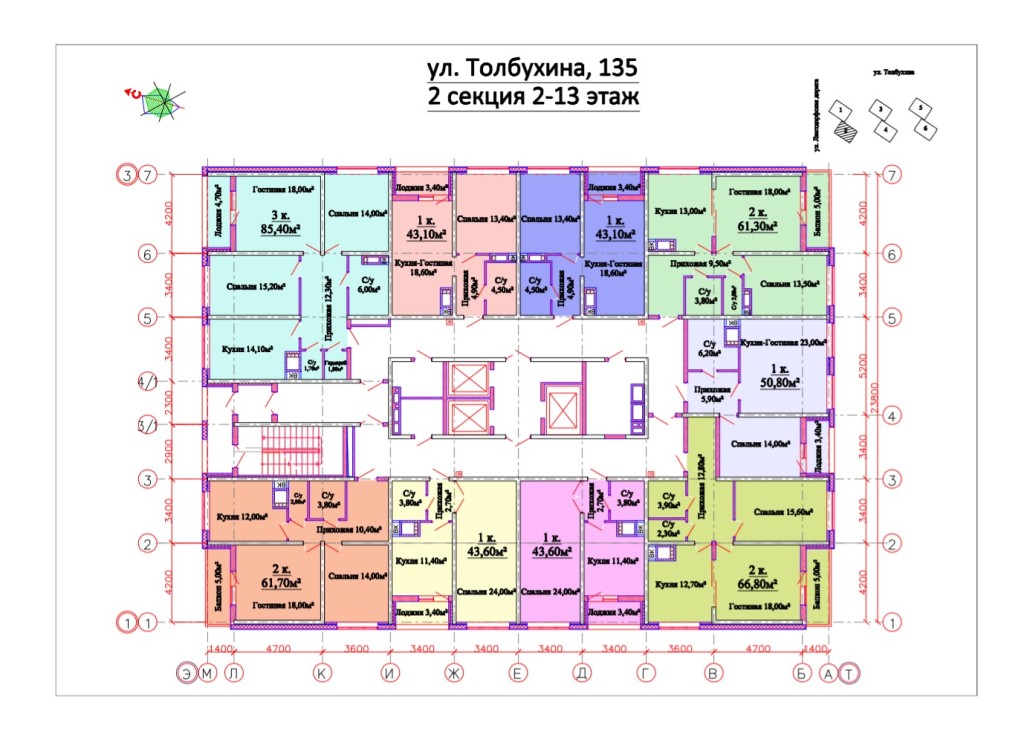 ул. Толбухина, 135
2 секция 2-13 этаж
С
ул. Толбухина
ул. Люстдорфская дорога
1
3
5
2
4
6
3
7
7
4200
3400
3400
2300
2900
3400
4200
6
5
4/1
3/1
3
2
1
1
Лоджия 4,70м²
Гостиная 18,00м²
3 к.
85,40м²
Спальня 14,00м²
Спальня 15,20м²
Прихожая 12,30м²
С/у
6,00м²
Кухня 14,10м²
С/у
1,70м²
Гардероб
1,80м²
ВК
Лоджия 3,40м²
1 к.
43,10м²
Спальня 13,40м²
Кухня-Гостиная
18,60м²
Прихожая
4,90м²
С/у
4,50м²
ВК
Спальня 13,40м²
Лоджия 3,40м²
1 к.
43,10м²
С/у
4,50м²
Прихожая
4,90м²
Кухня-Гостиная
18,60м²
ВК
Кухня 13,00м²
Гостиная 18,00м²
2 к.
61,30м²
Балкон 5,00м²
ВК
Прихожая 9,50м²
С/у
3,80м²
Спальня 13,50м²
ВК
С/у
6,20м²
Кухня-Гостиная 23,00м²
1 к.
50,80м²
Прихожая
5,90м²
Спальня 14,00м²
Лоджия 3,40м²
Кухня 12,00м²
ВК
С/у
С/у
3,80м²
Прихожая 10,40м²
2 к.
61,70м²
Гостиная 18,00м²
Балкон 5,00м²
Спальня 14,00м²
С/у
3,80м²
Прихожая
2,70м²
ВК
Кухня 11,40м²
Лоджия 3,40м²
1 к.
43,60м²
Спальня 24,00м²
1 к.
43,60м²
Спальня 24,00м²
Прихожая
2,70м²
С/у
3,80м²
ВК
Кухня 11,40м²
Лоджия 3,40м²
С/у
3,90м²
С/у
2,30м²
Прихожая 12,80м²
Спальня 15,60м²
ВК
Кухня 12,70м²
2 к.
66,80м²
Гостиная 18,00м²
Балкон 5,00м²
4200
3400
5200
3400
3400
4200
23800
6
5
4
3
2
1
1400
4700
3600
3400
3400
3400
3400
3600
4700
1400
Э
М
Л
К
И
Ж
Е
Д
Г
В
Б
А
Т